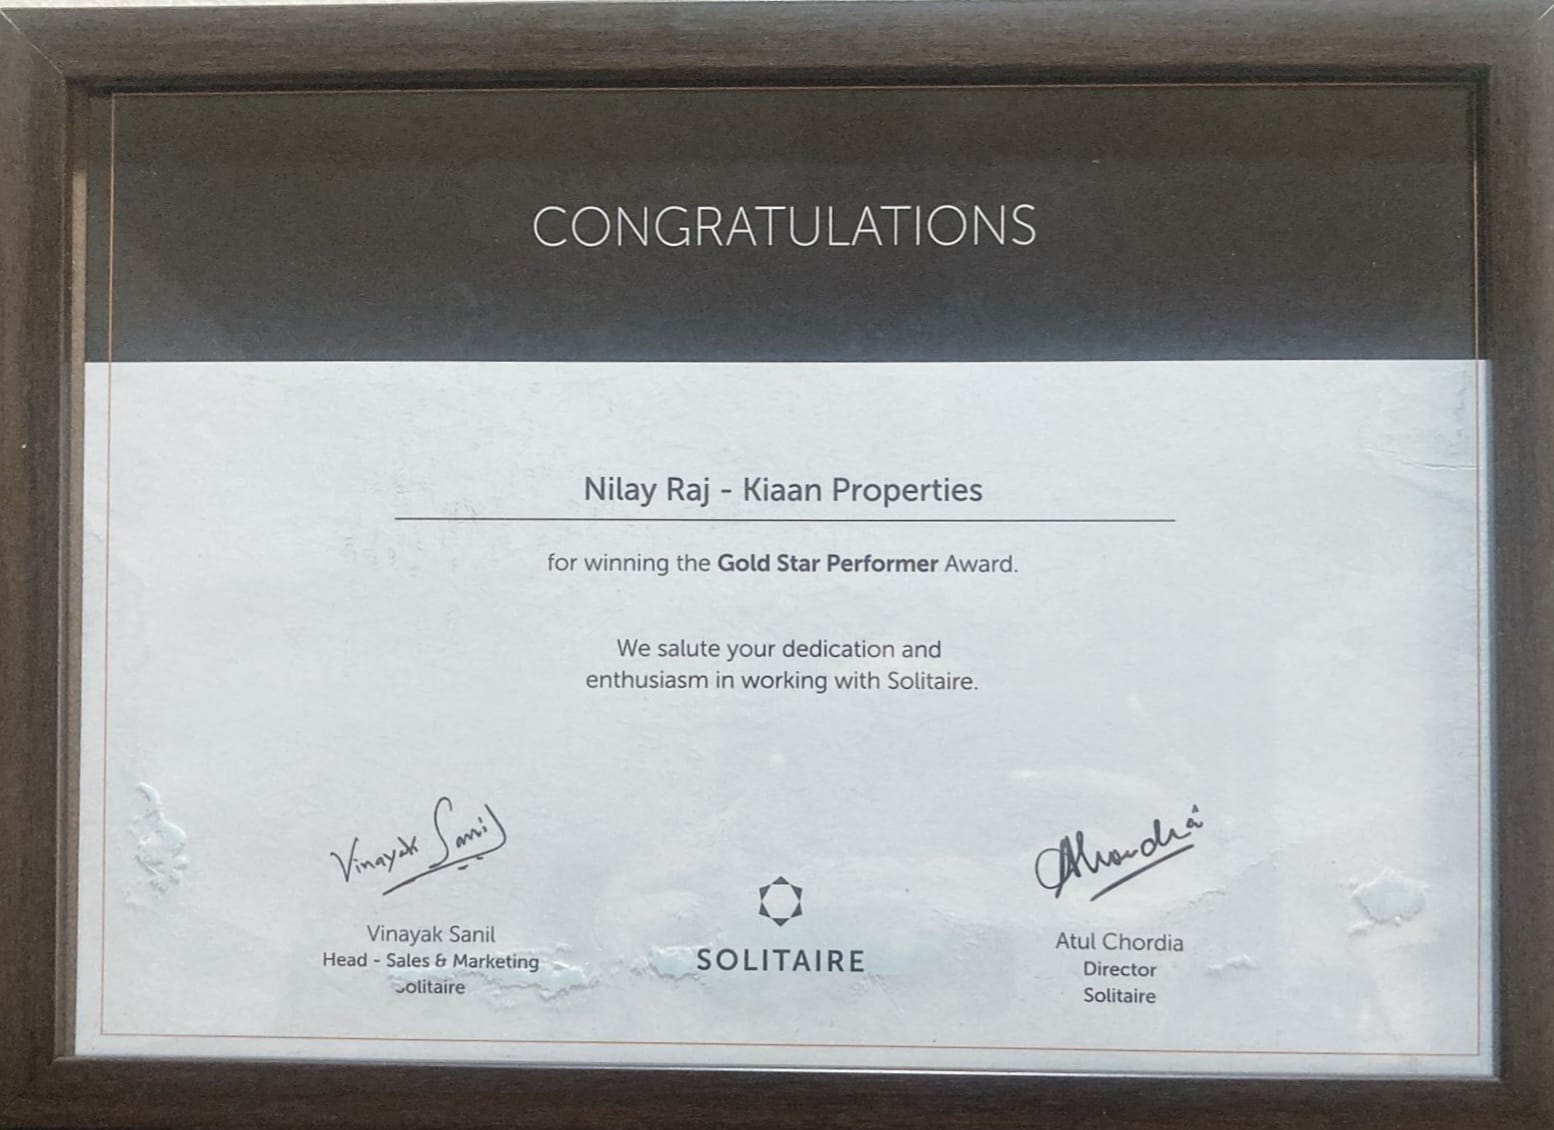 CONGRATULATIONS
Nilay Raj - Kiaan Properties
for winning the Gold Star Performer Award.
We salute your dedication and
enthusiasm in working with Solitaire.
Vinayak Sanil
Vinayak Sanil
Head - Sales & Marketing
Solitaire
SOLITAIRE
Atul Chordia
Director
Solitaire